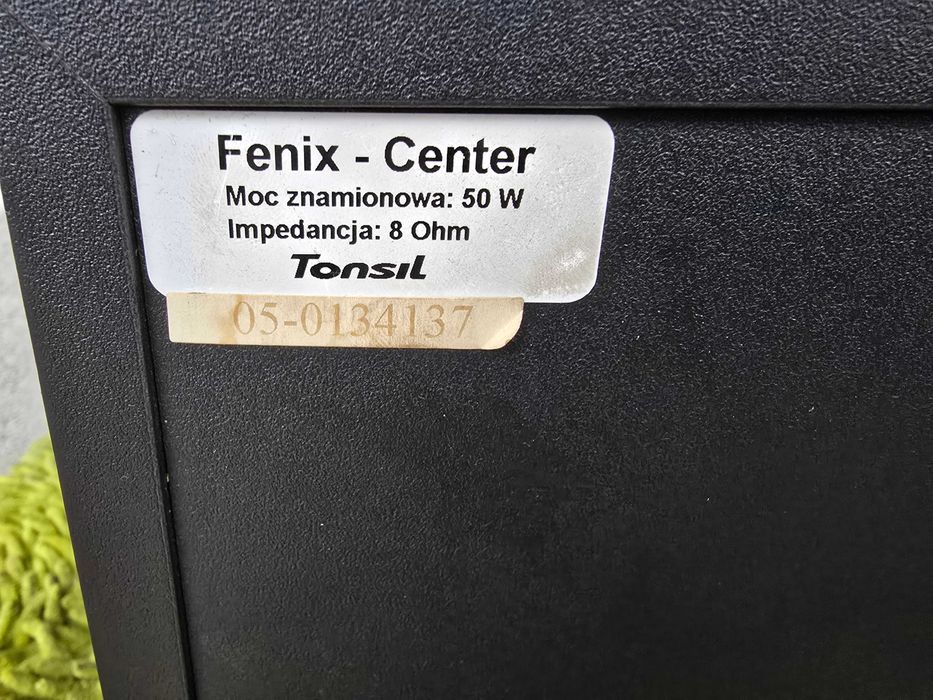 Fenix - Center
Moc znamionowa: 50 W
Impedancja: 8 Ohm
Tonsil
05-0134137